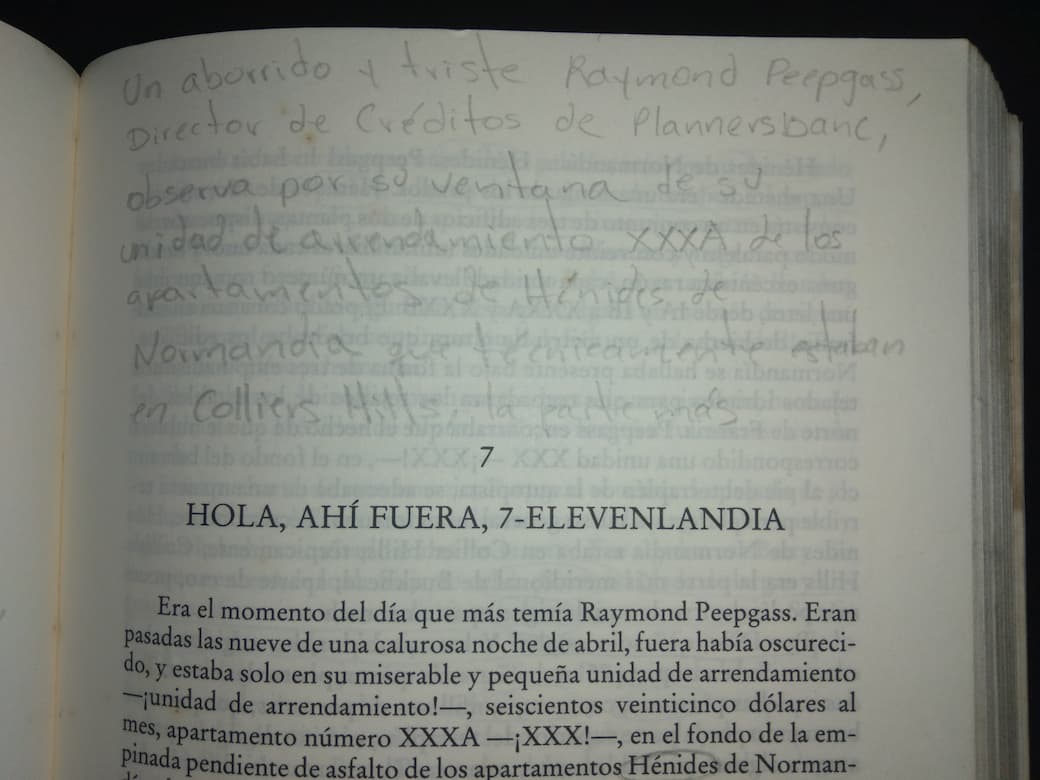 Un aborrido y triste Raymond Peepgass,
Director de Créditos de Plannersbanc,
observa por su ventana de su
unidad de arrendamiento XXXA de los
apartamentos de Hénides de
Normandía que técnicamente estaban
en Colliers Hills, la parte más
7
HOLA, AHÍ FUERA, 7-ELEVENLANDIA
Era el momento del día que más temía Raymond Peepgass. Eran
pasadas las nueve de una calurosa noche de abril, fuera había oscureci-
do, y estaba solo en su miserable y pequeña unidad de arrendamiento
—¡unidad de arrendamiento!—, seiscientos veinticinco dólares al
mes, apartamento número XXXA —¡XXX!—, en el fondo de la em-
pinada pendiente de asfalto de los apartamentos Hénides de Norman-